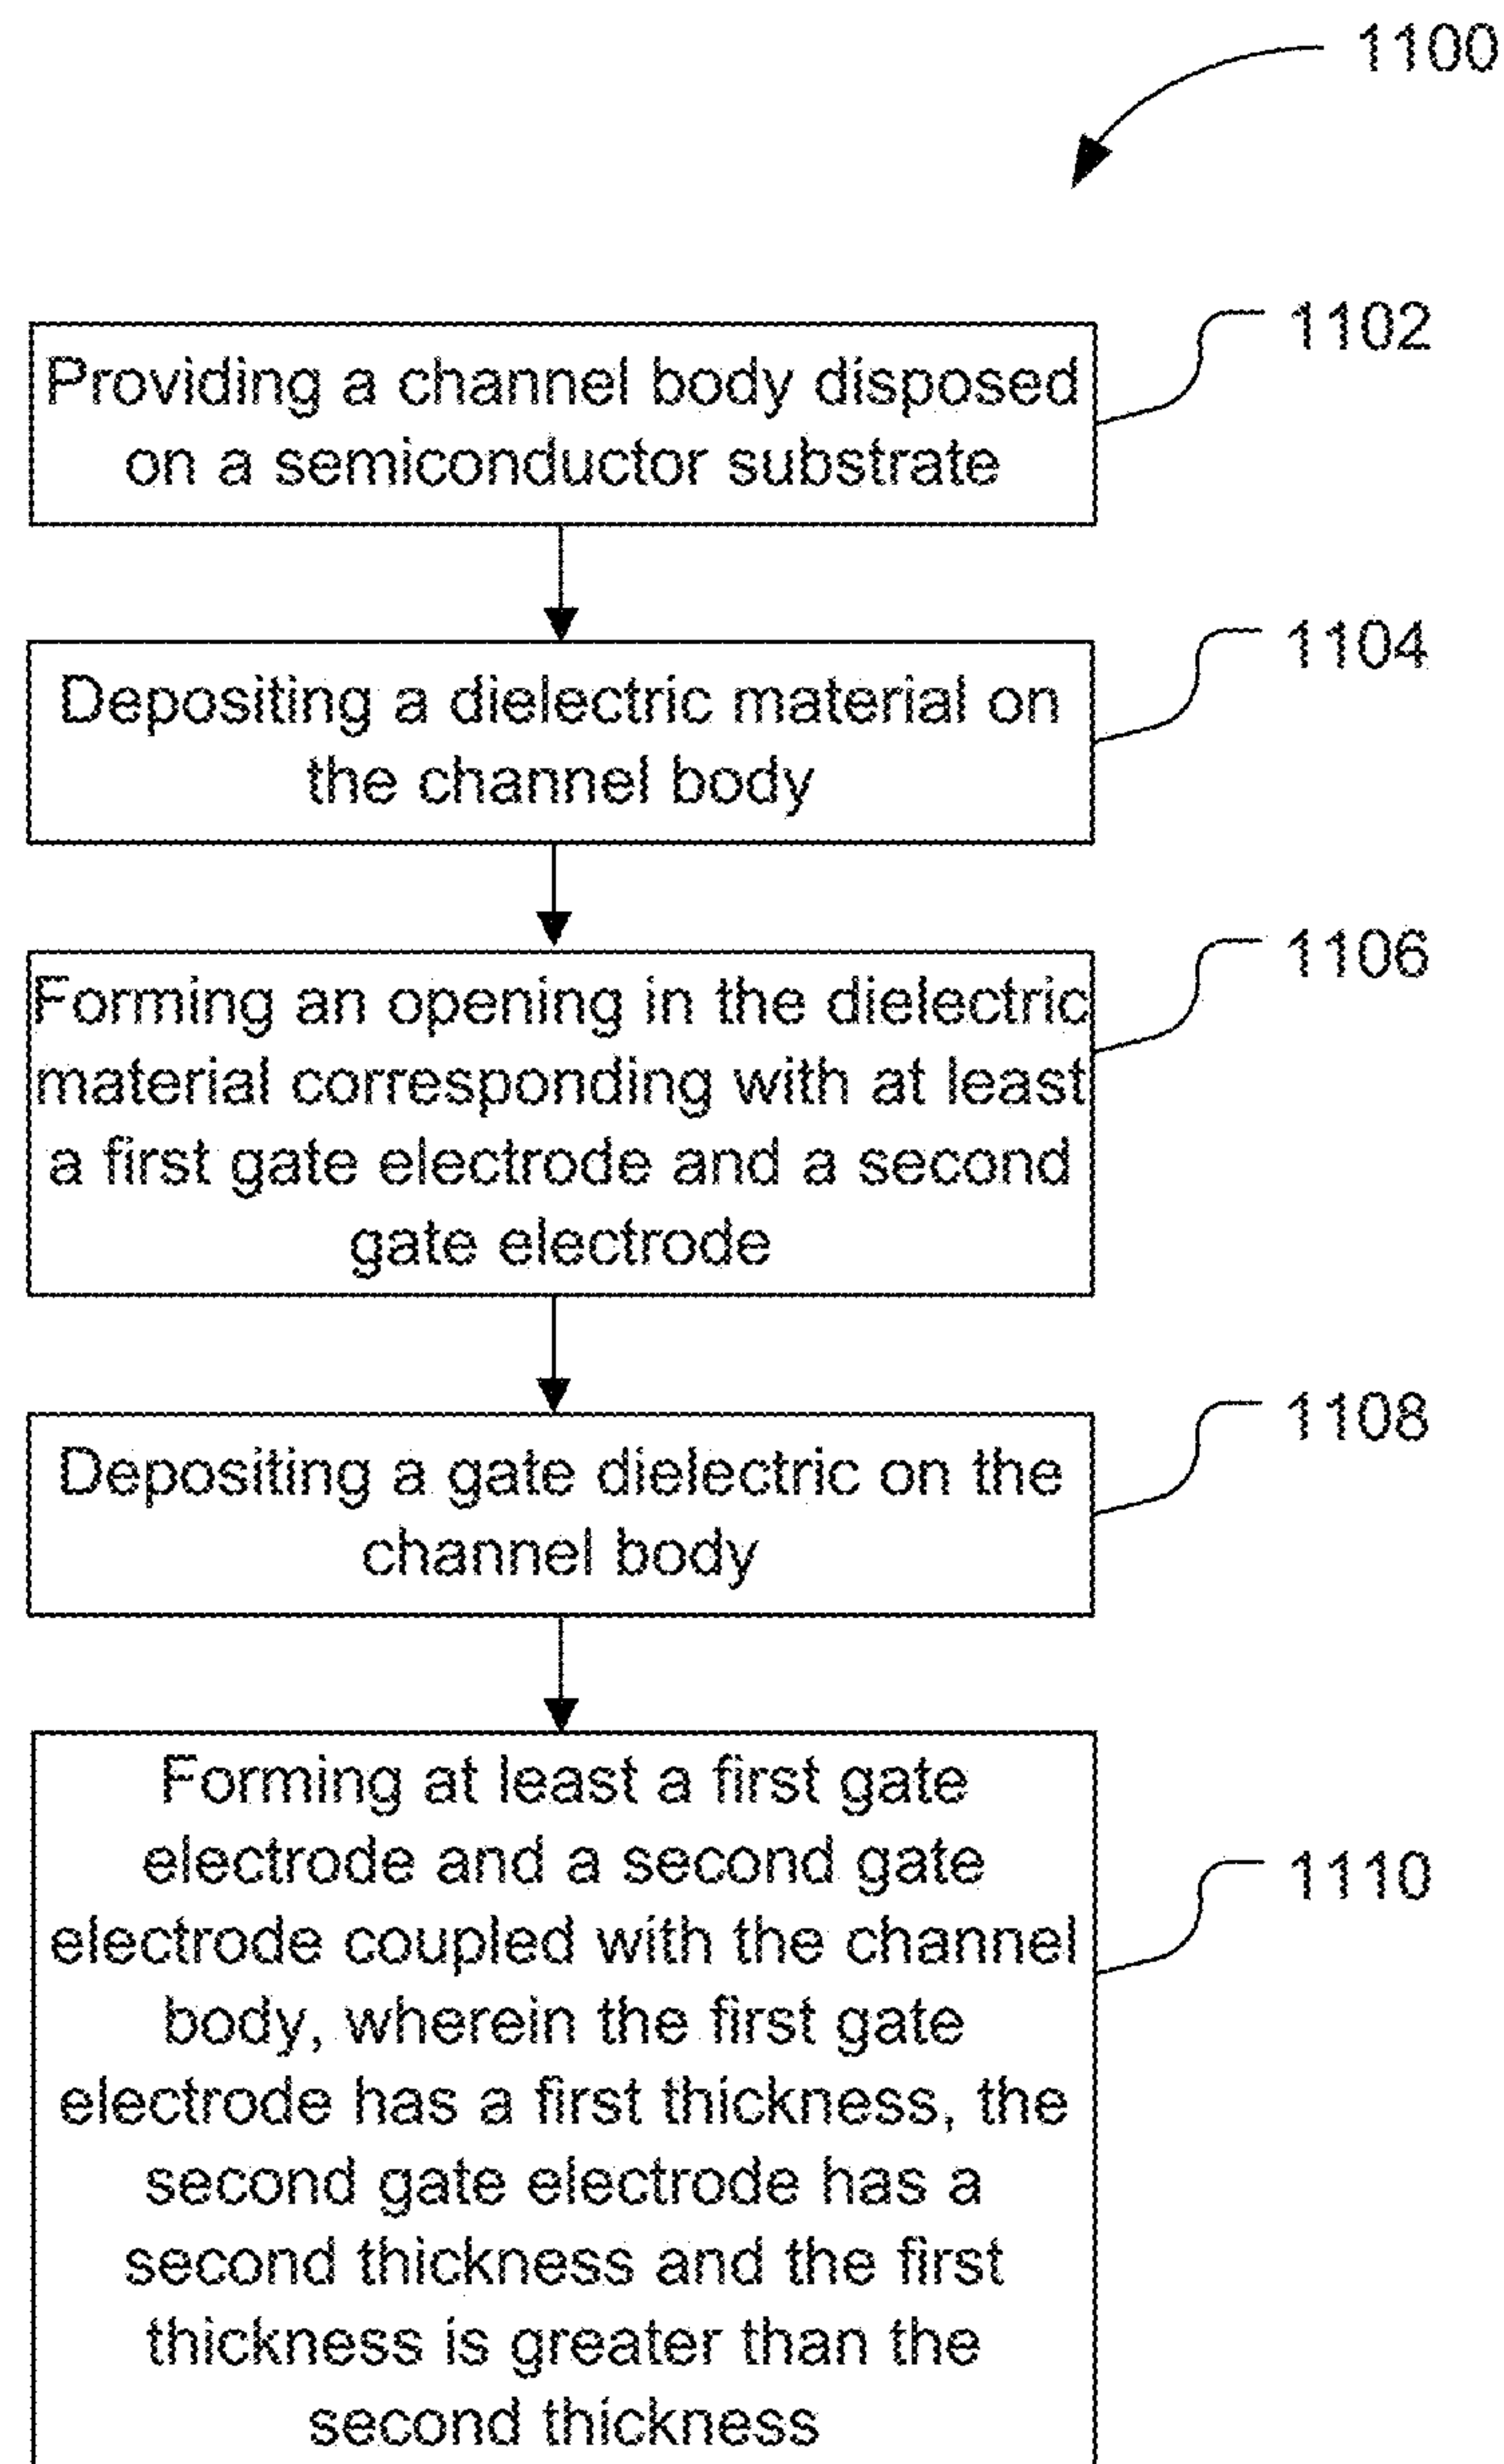 1100
Providing a channel body disposed
on a semiconductor substrate
1102
Depositing a dielectric material on
the channel body
1104
Forming an opening in the dielectric
material corresponding with at least
a first gate electrode and a second
gate electrode
1106
Depositing a gate dielectric on the
channel body
1108
Forming at least a first gate
electrode and a second gate
electrode coupled with the channel
body, wherein the first gate
electrode has a first thickness, the
second gate electrode has a
second thickness and the first
thickness is greater than the
second thickness
1110